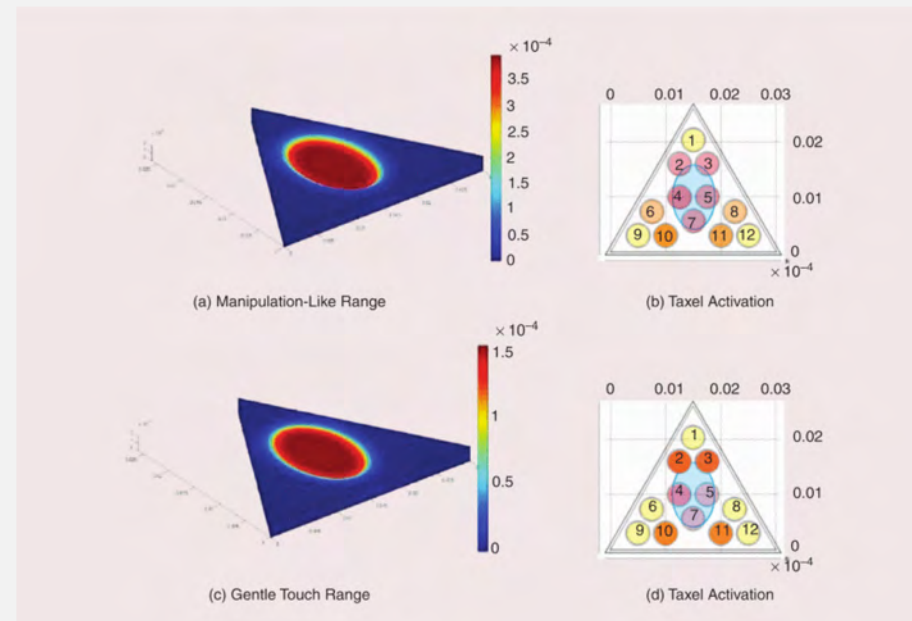 × 10⁻⁴
3.5
3
2.5
2
1.5
1
0.5
0
0 0.01 0.02 0.03
0.02
0.01
0
× 10⁻⁴
1
2 3
4 5
6 7 8
9 10 11 12
(a) Manipulation-Like Range
(b) Taxel Activation
× 10⁻⁴
1.5
1
0.5
0
0 0.01 0.02 0.03
0.02
0.01
0
× 10⁻⁴
1
2 3
4 5
6 7 8
9 10 11 12
(c) Gentle Touch Range
(d) Taxel Activation